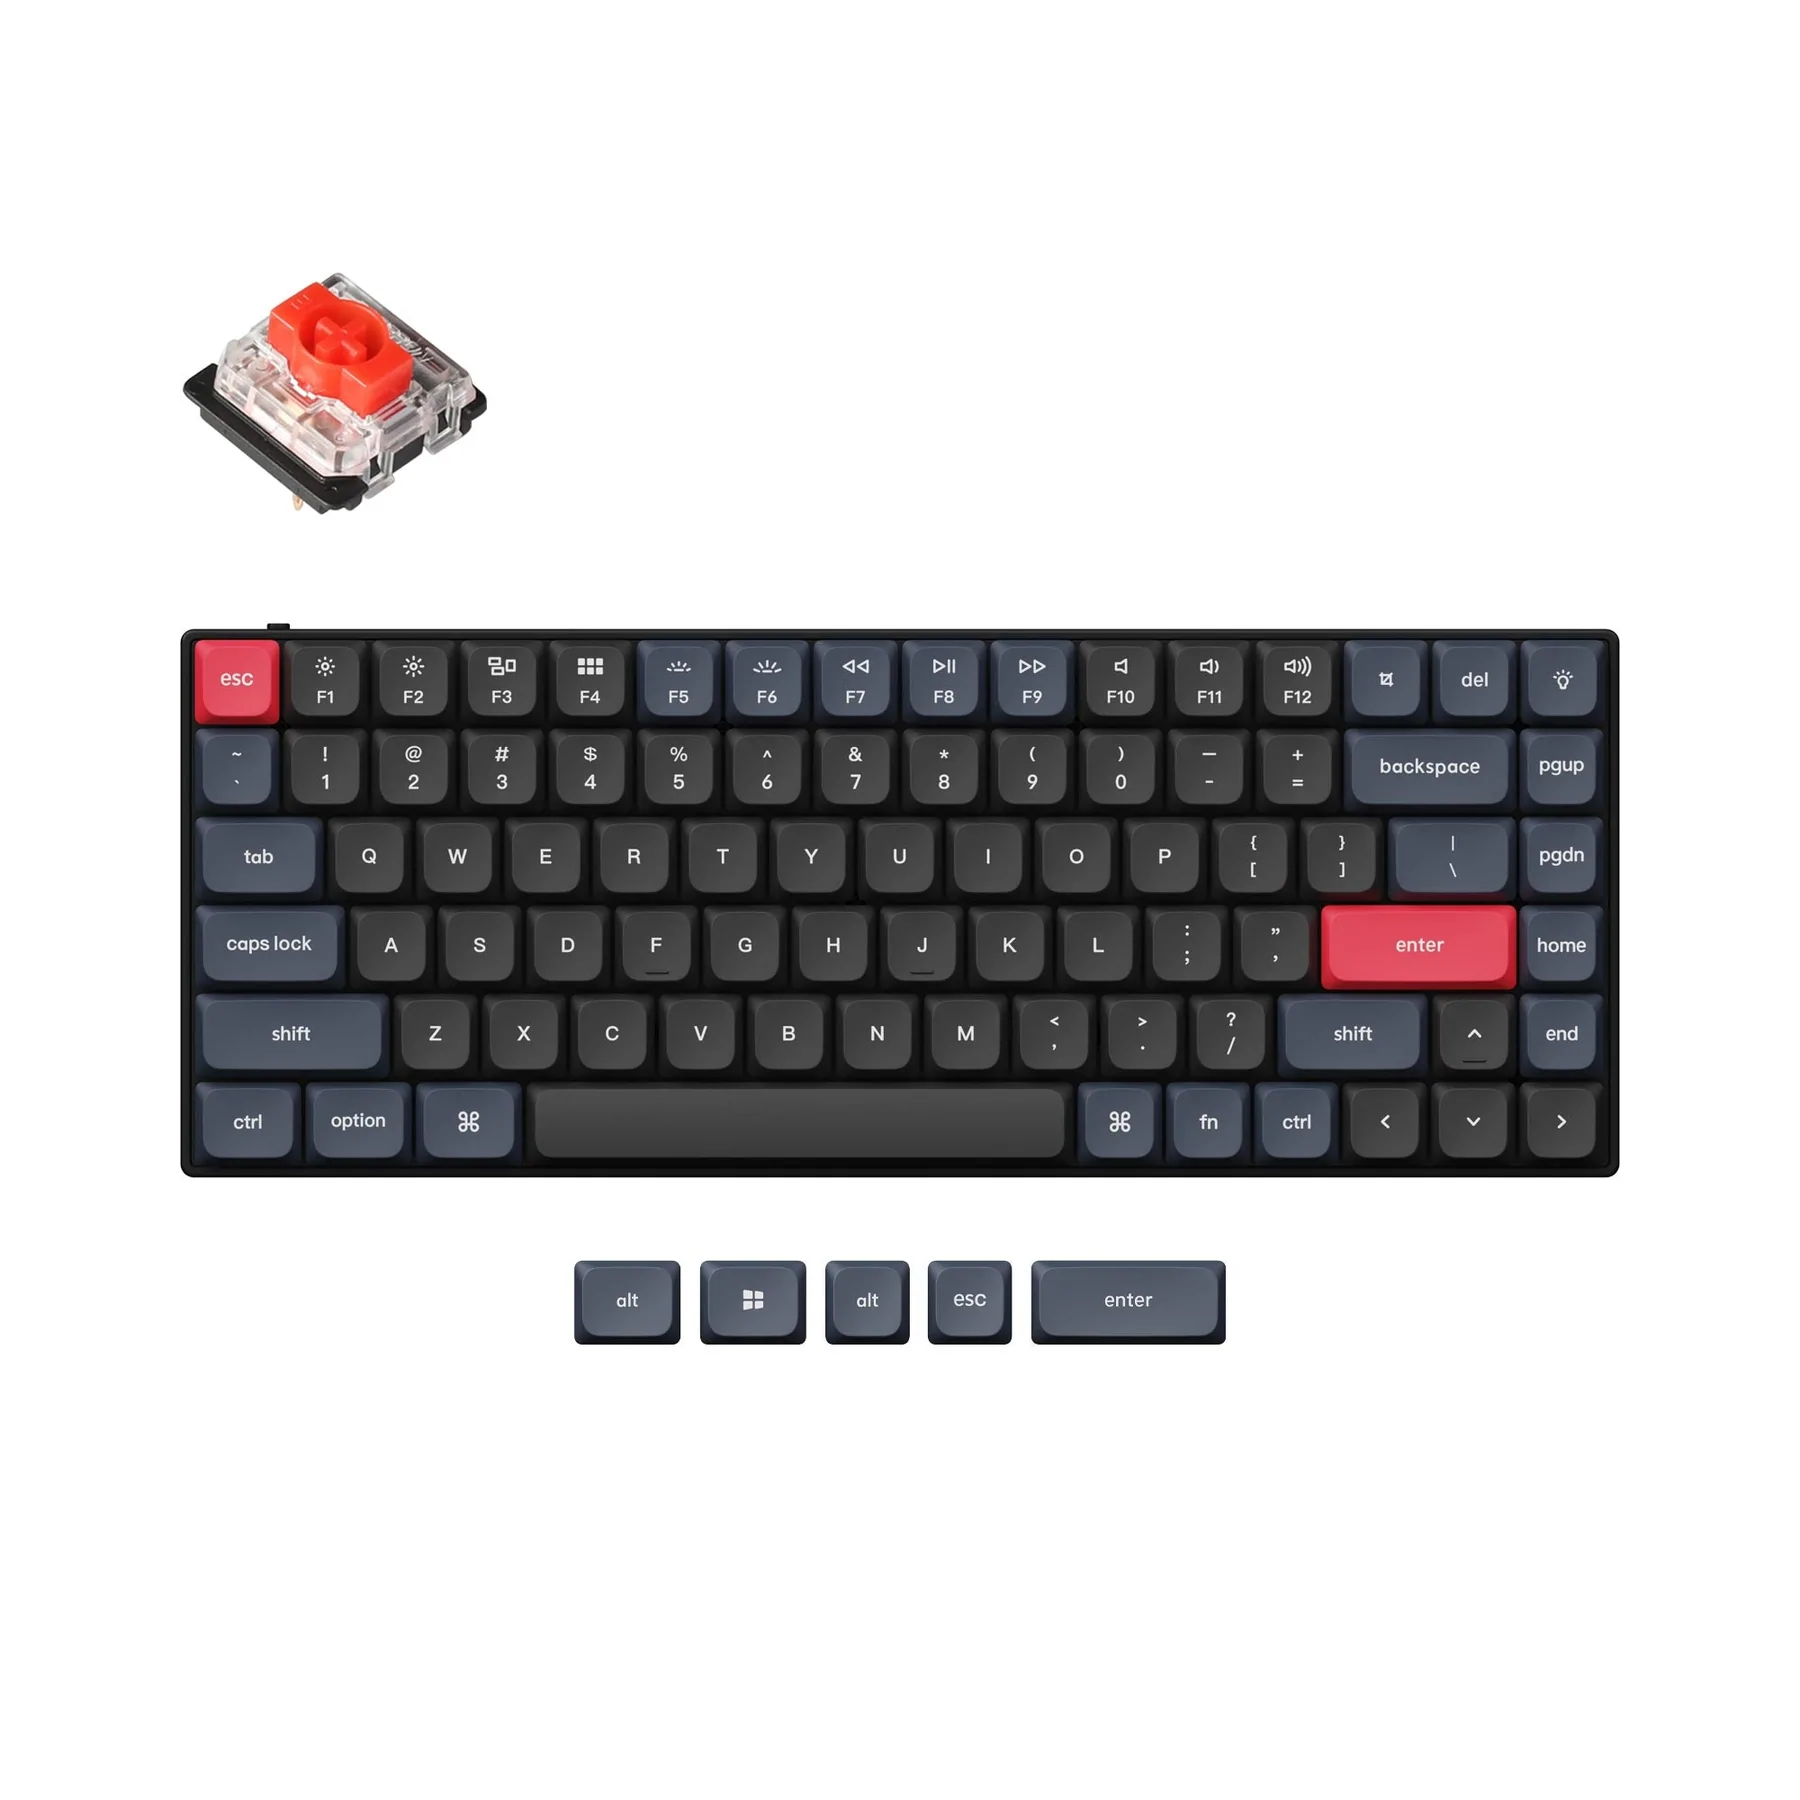 esc F1 F2 F3 F4 F5 F6 F7 F8 F9 F10 F11 F12 del
~ ! @ # $ % ^ & * ( ) — +
` 1 2 3 4 5 6 7 8 9 0 - = backspace pgup
tab Q W E R T Y U I O P { } | pgdn
[ ] \
caps lock A S D F G H J K L : ” enter home
; ,
shift Z X C V B N M < > ? shift ^ end
, . /
ctrl option ⌘ ⌘ fn ctrl < ⌄ >
alt alt esc enter